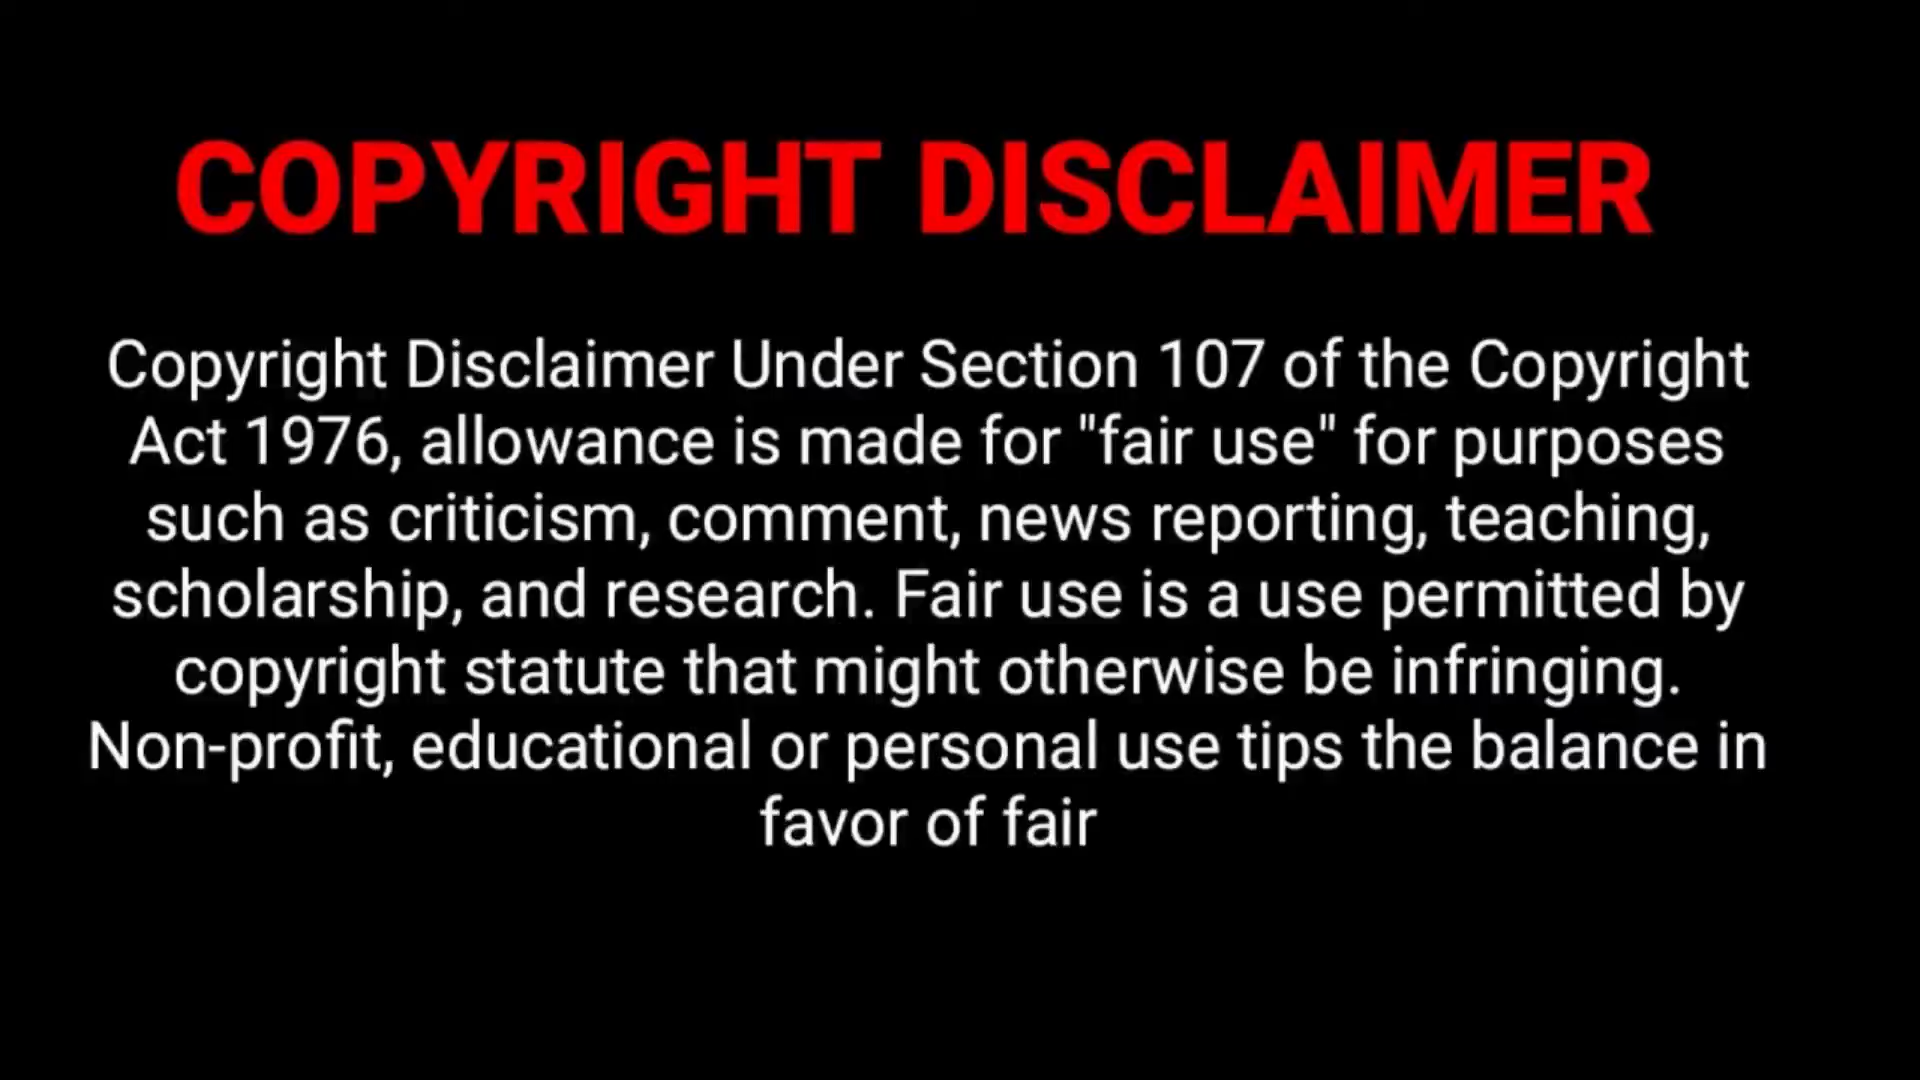 COPYRIGHT DISCLAIMER
Copyright Disclaimer Under Section 107 of the Copyright
Act 1976, allowance is made for "fair use" for purposes
such as criticism, comment, news reporting, teaching,
scholarship, and research. Fair use is a use permitted by
copyright statute that might otherwise be infringing.
Non-profit, educational or personal use tips the balance in
favor of fair